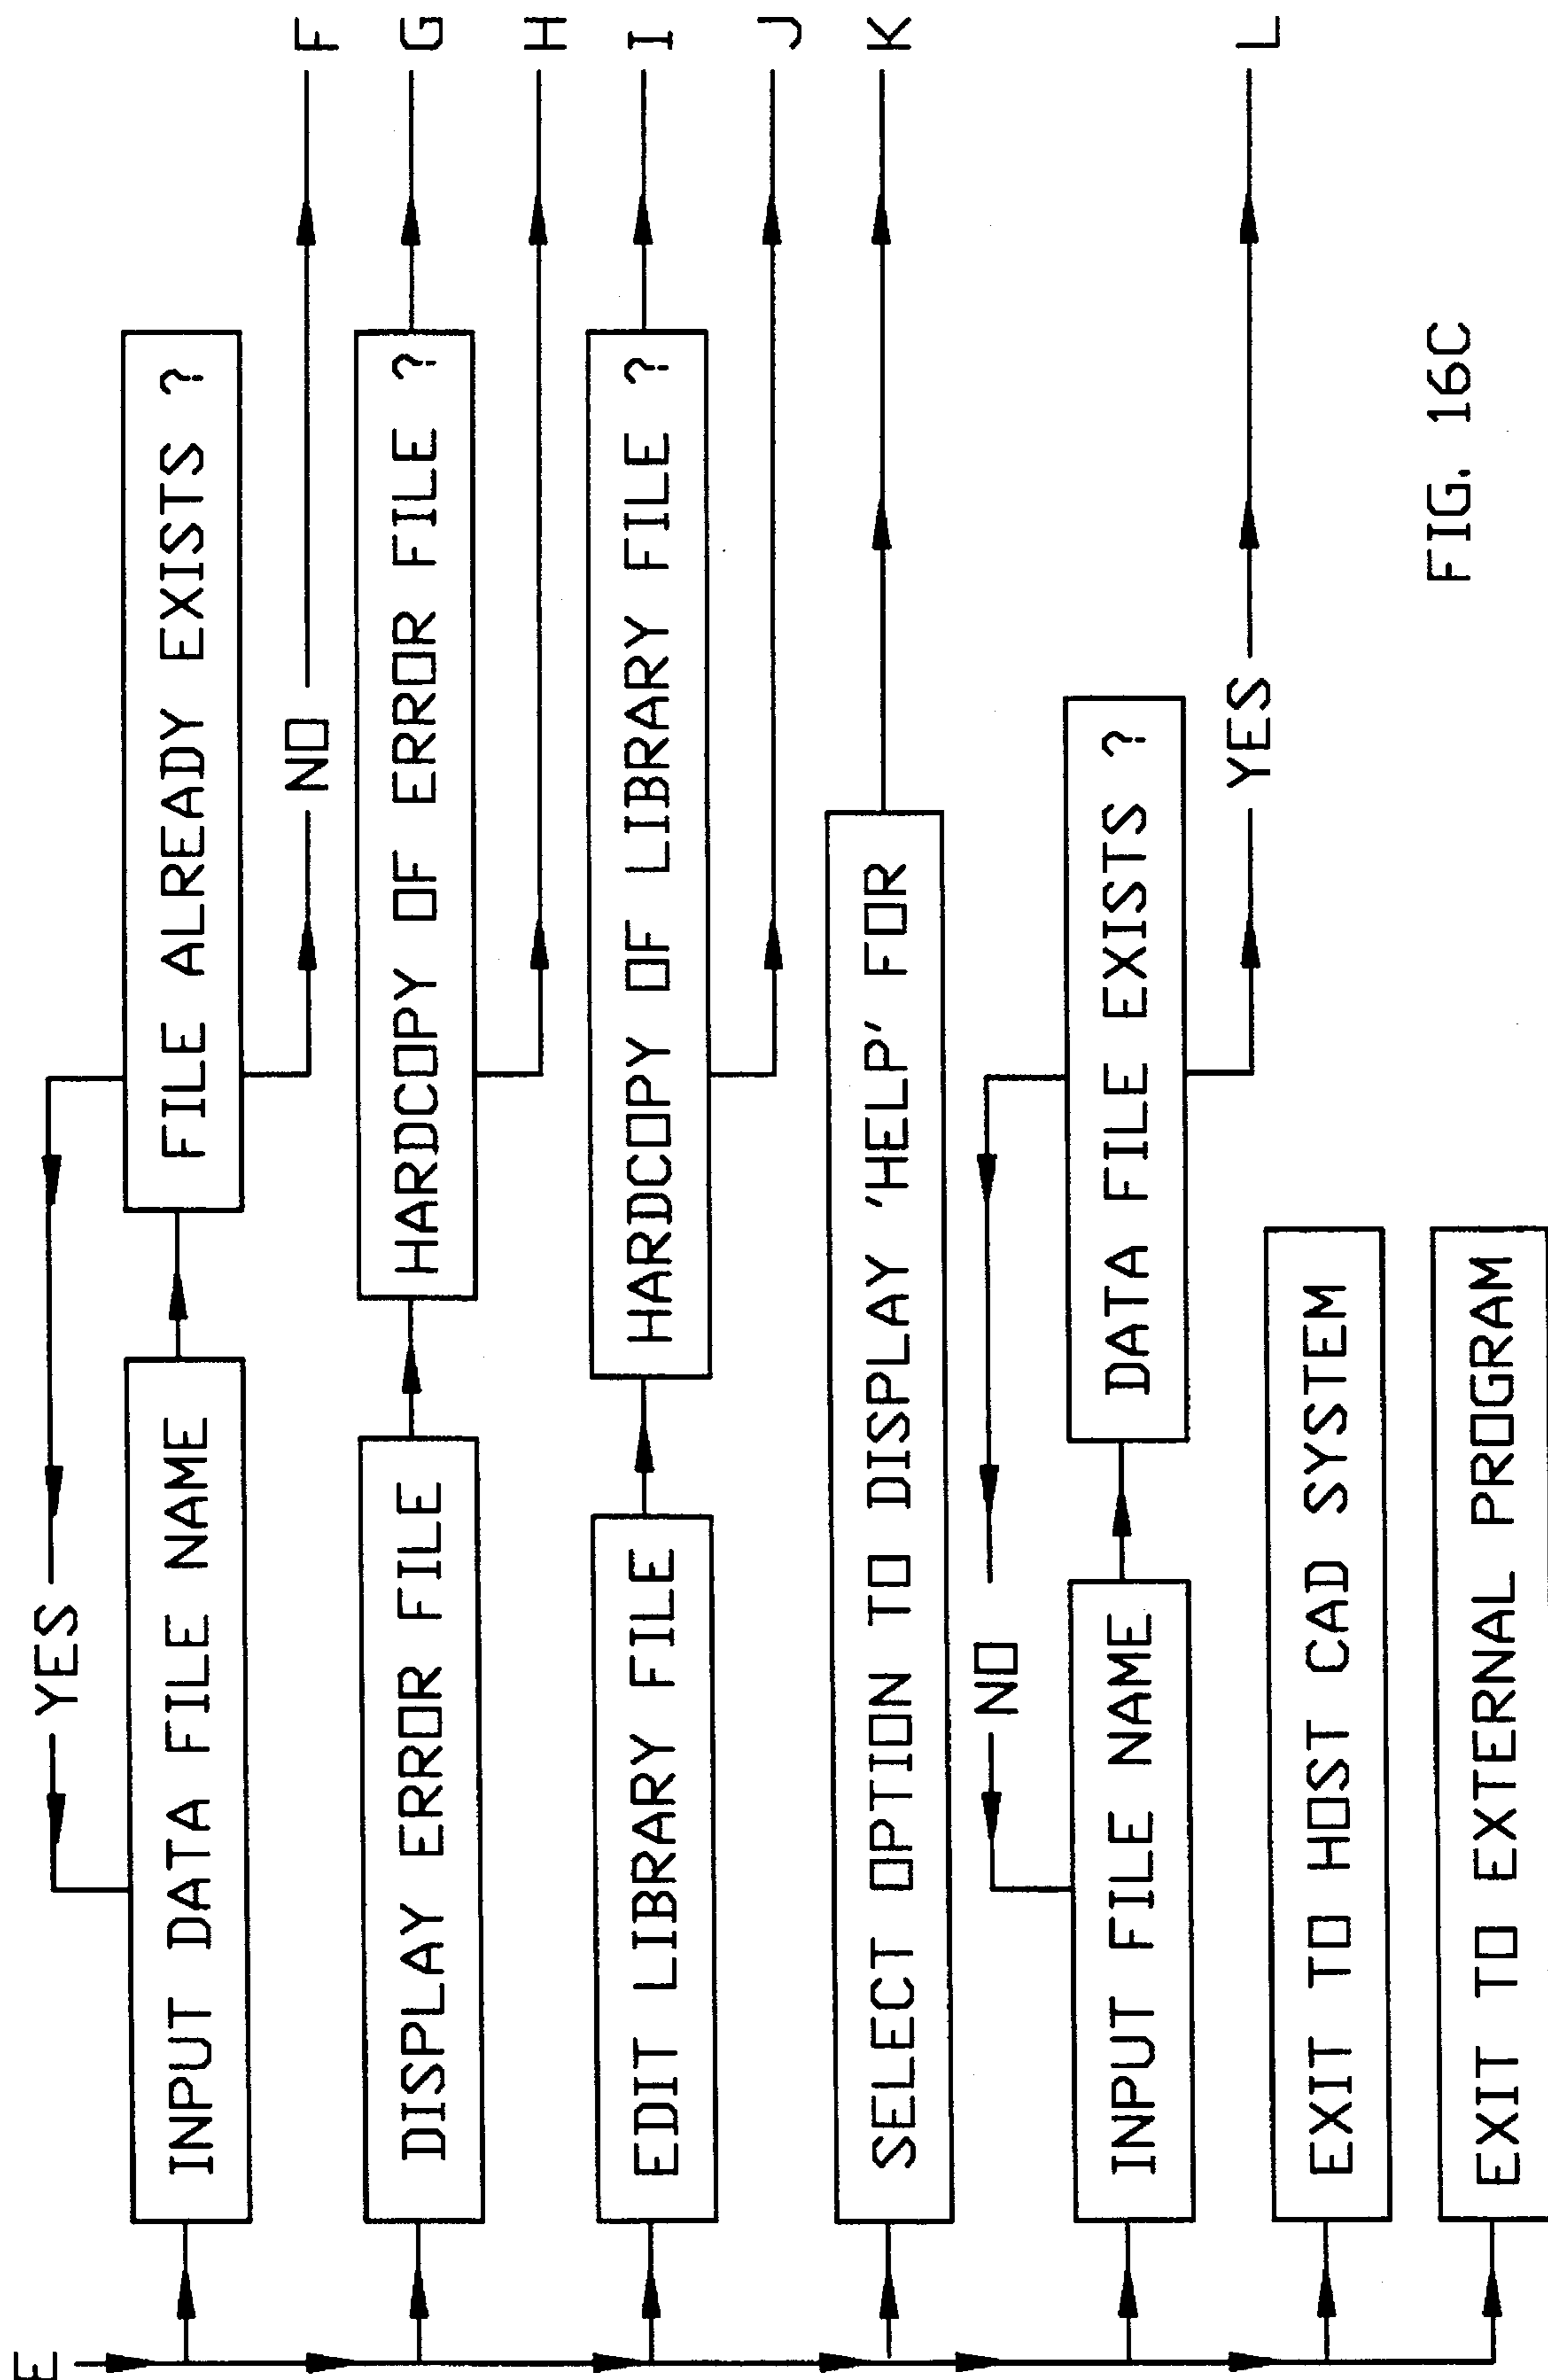 E
YES
INPUT DATA FILE NAME
FILE ALREADY EXISTS ?
NO
F
DISPLAY ERROR FILE
HARDCOPY OF ERROR FILE ?
G
H
EDIT LIBRARY FILE
HARDCOPY OF LIBRARY FILE ?
I
J
SELECT OPTION TO DISPLAY 'HELP' FOR
K
NO
INPUT FILE NAME
DATA FILE EXISTS ?
YES
L
EXIT TO HOST CAD SYSTEM
EXIT TO EXTERNAL PROGRAM
FIG. 16C